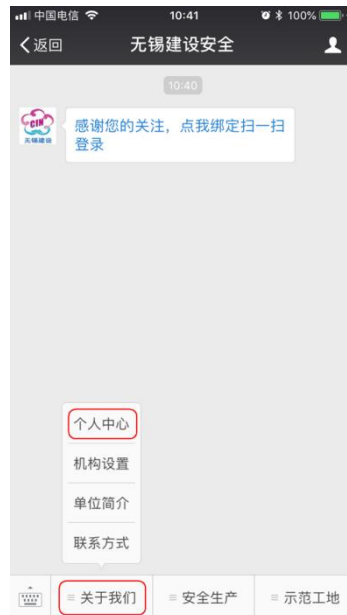 中国电信 10:41 100%
返回 无锡建设安全
10:40
CIN
无锡建设
感谢您的关注，点我绑定扫一扫
登录
个人中心
机构设置
单位简介
联系方式
关于我们 安全生产 示范工地